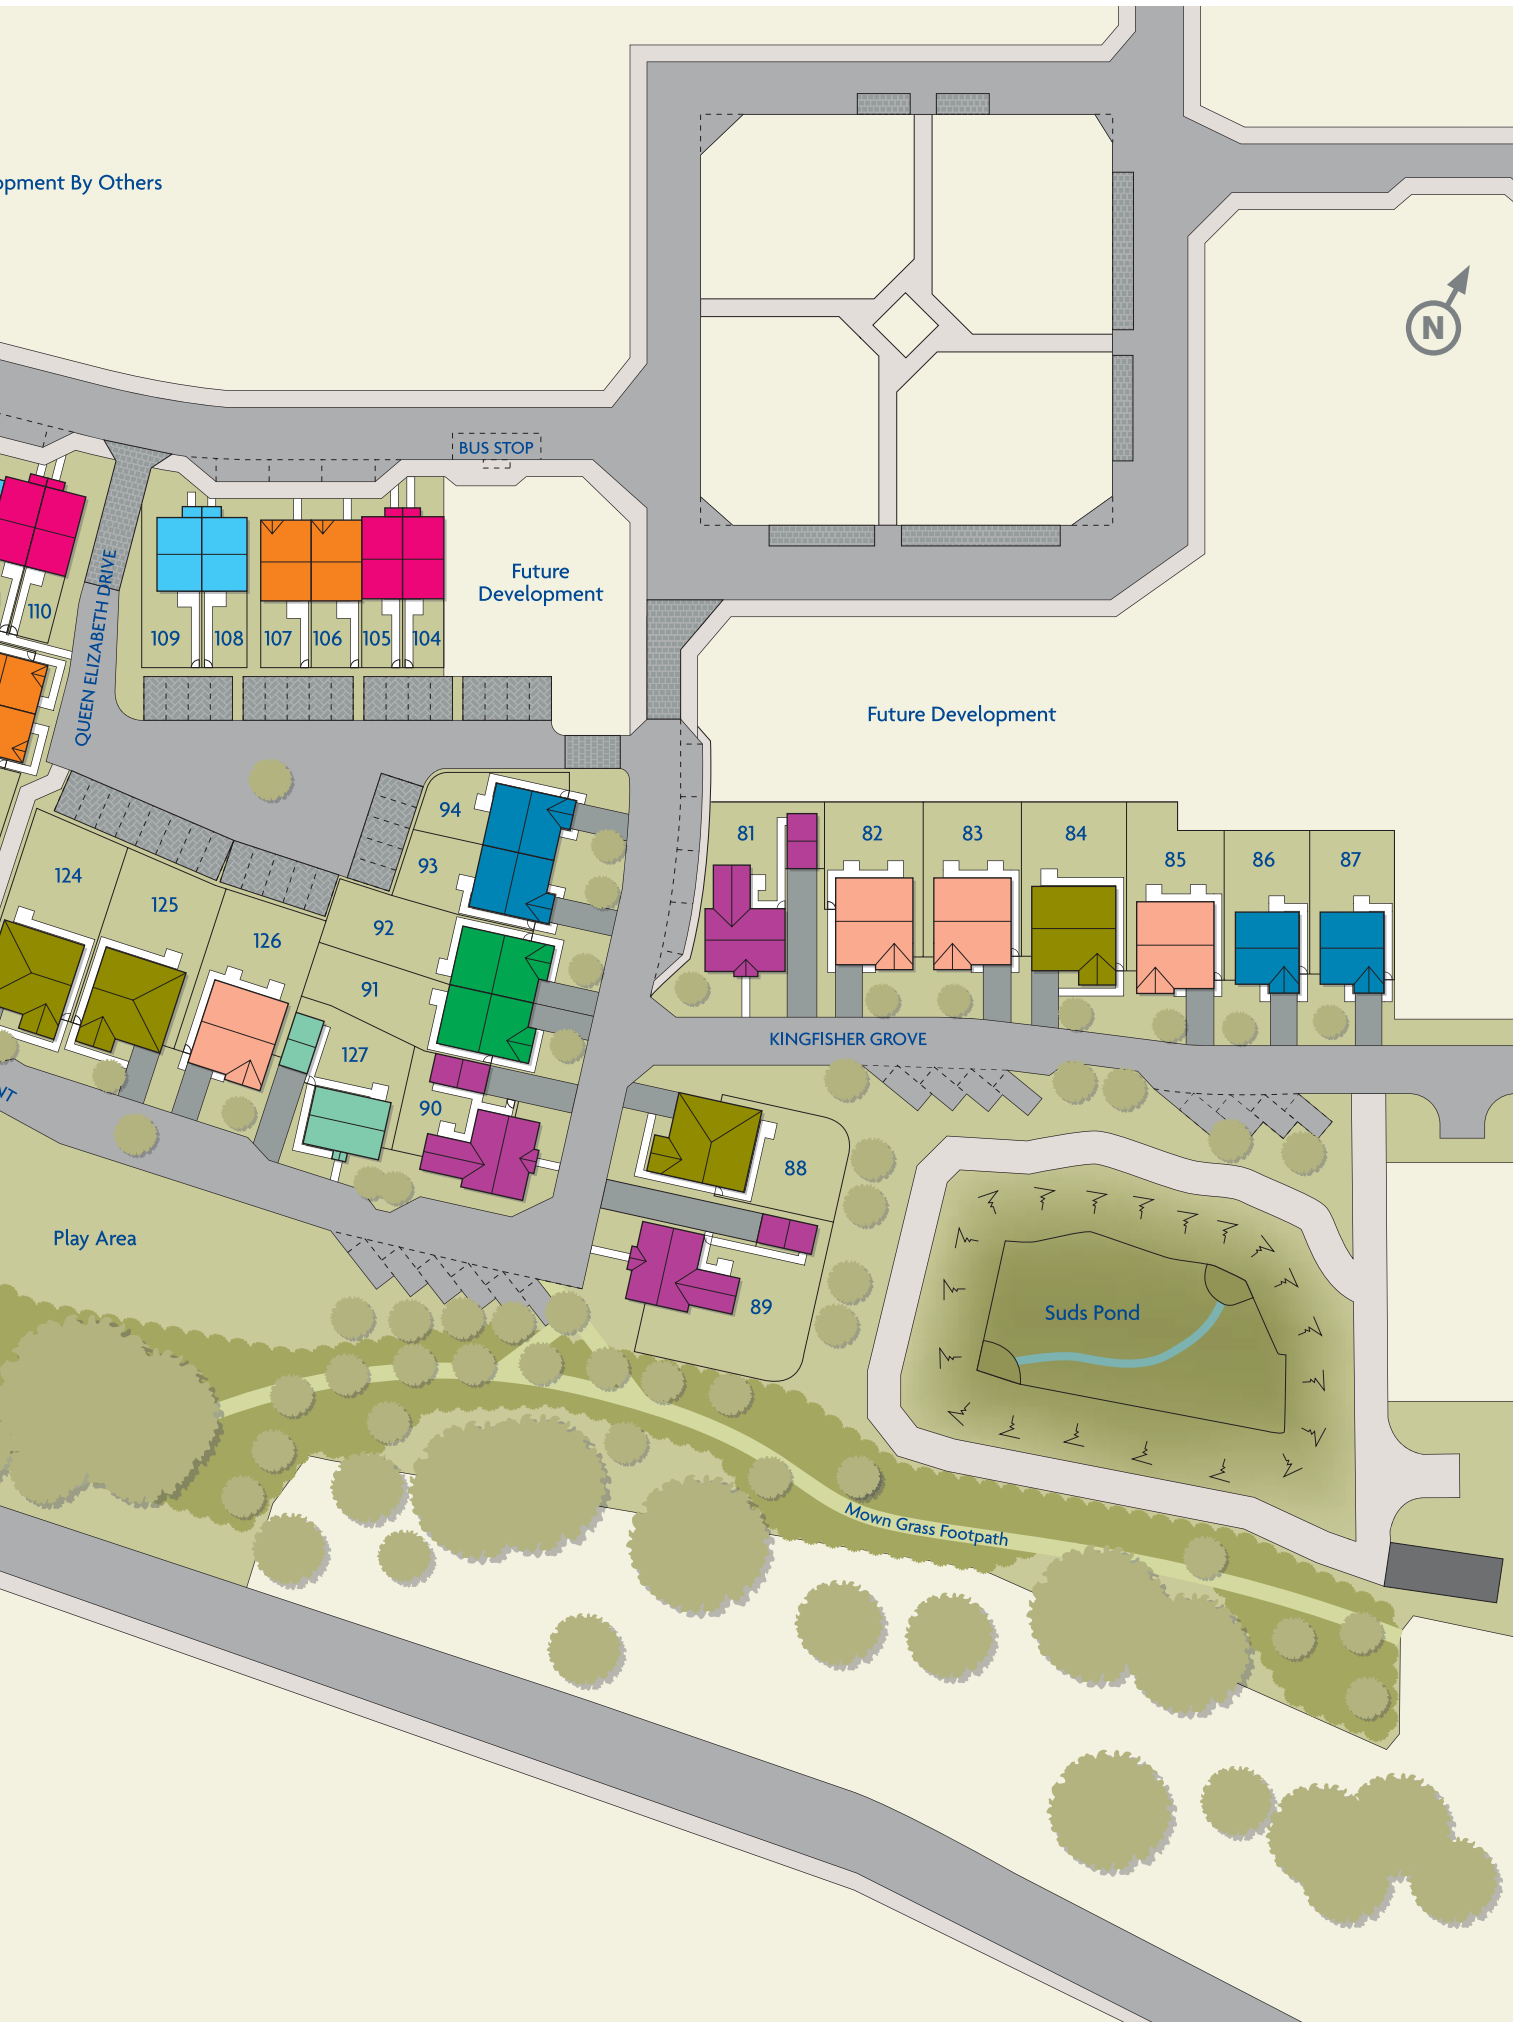 opment By Others
N
BUS STOP
QUEEN ELIZABETH DRIVE
110
109
108
107
106
105
104
Future
Development
Future Development
94
93
92
91
81
82
83
84
85
86
87
124
125
126
127
90
KINGFISHER GROVE
NT
88
89
Play Area
Suds Pond
Mown Grass Footpath